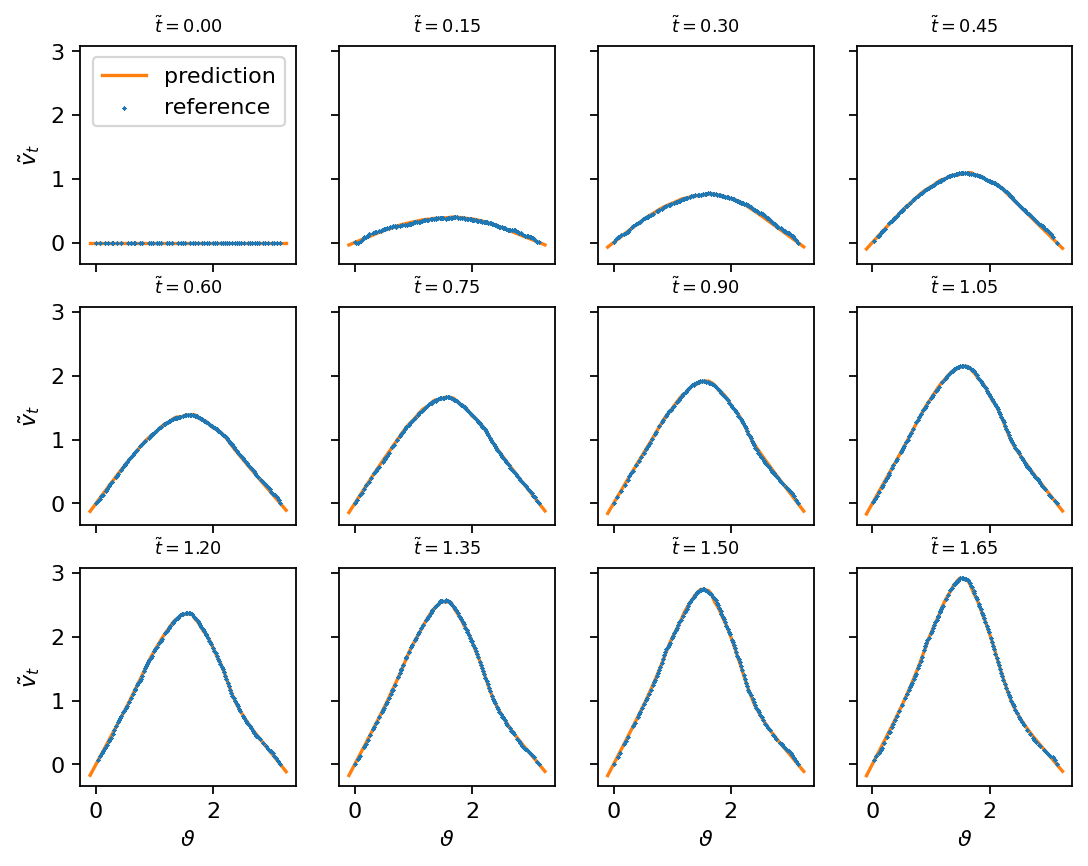 t̃ = 0.00 t̃ = 0.15 t̃ = 0.30 t̃ = 0.45
3
prediction
reference
2
ṽₜ
1
0
t̃ = 0.60 t̃ = 0.75 t̃ = 0.90 t̃ = 1.05
3
2
ṽₜ
1
0
t̃ = 1.20 t̃ = 1.35 t̃ = 1.50 t̃ = 1.65
3
2
ṽₜ
1
0
0 2 0 2 0 2 0 2
ϑ ϑ ϑ ϑ